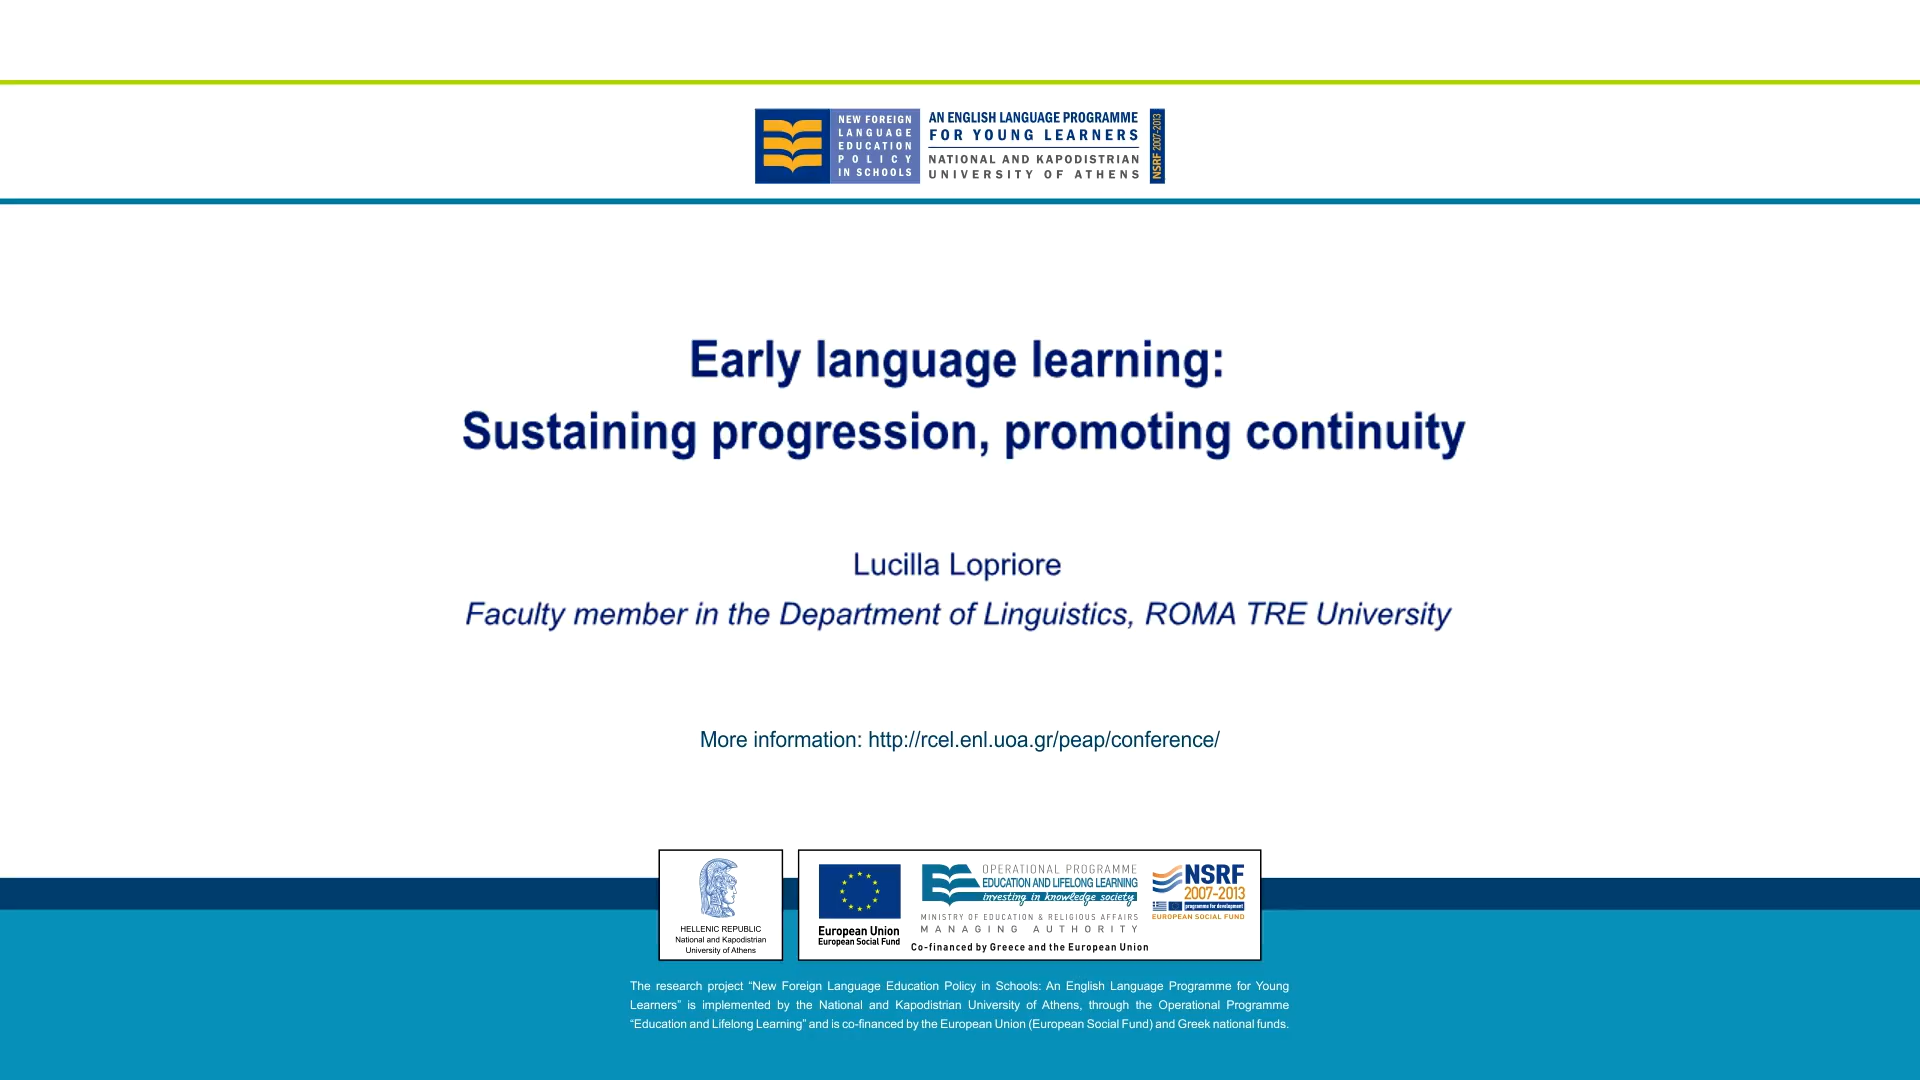 NEW FOREIGN
LANGUAGE
EDUCATION
POLICY
IN SCHOOLS
AN ENGLISH LANGUAGE PROGRAMME
FOR YOUNG LEARNERS
NATIONAL AND KAPODISTRIAN
UNIVERSITY OF ATHENS
NSRF 2007-2013
Early language learning:
Sustaining progression, promoting continuity
Lucilla Lopriore
Faculty member in the Department of Linguistics, ROMA TRE University
More information: http://rcel.enl.uoa.gr/peap/conference/
HELLENIC REPUBLIC
National and Kapodistrian
University of Athens
European Union
European Social Fund
OPERATIONAL PROGRAMME
EDUCATION AND LIFELONG LEARNING
investing in knowledge society
MINISTRY OF EDUCATION & RELIGIOUS AFFAIRS
MANAGING AUTHORITY
Co-financed by Greece and the European Union
NSRF
2007-2013
programme for development
EUROPEAN SOCIAL FUND
The research project “New Foreign Language Education Policy in Schools: An English Language Programme for Young
Learners” is implemented by the National and Kapodistrian University of Athens, through the Operational Programme
“Education and Lifelong Learning” and is co-financed by the European Union (European Social Fund) and Greek national funds.